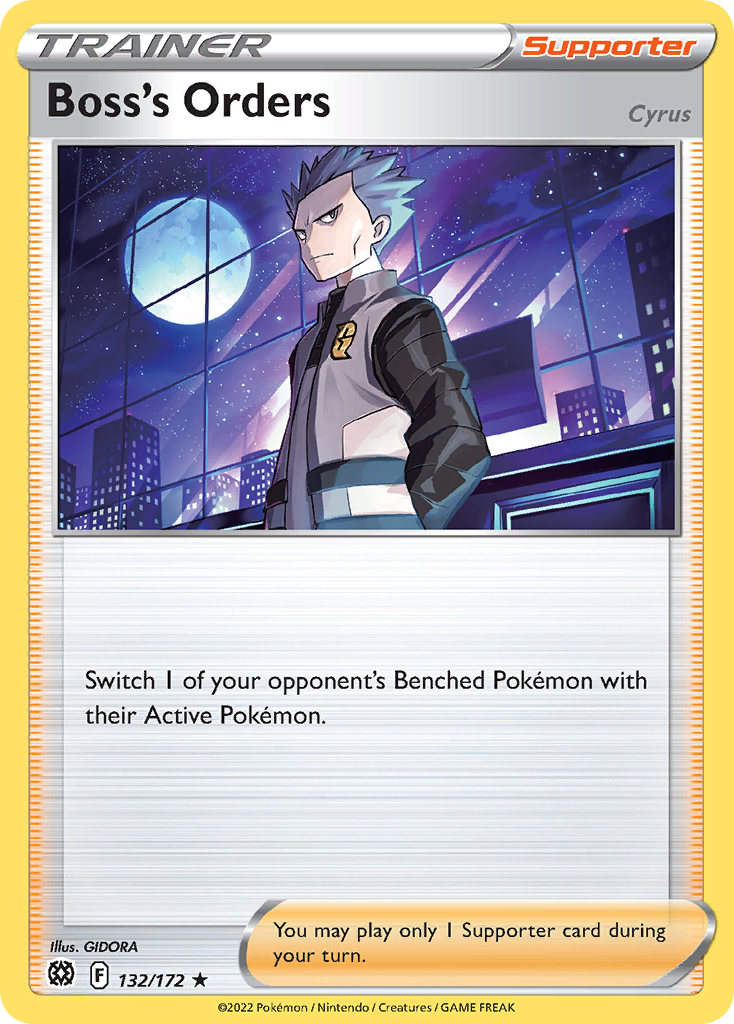 TRAINER
Supporter
Boss's Orders
Cyrus
Switch 1 of your opponent's Benched Pokémon with
their Active Pokémon.
You may play only 1 Supporter card during
your turn.
Illus. GIDORA
F 132/172 ★
©2022 Pokémon / Nintendo / Creatures / GAME FREAK